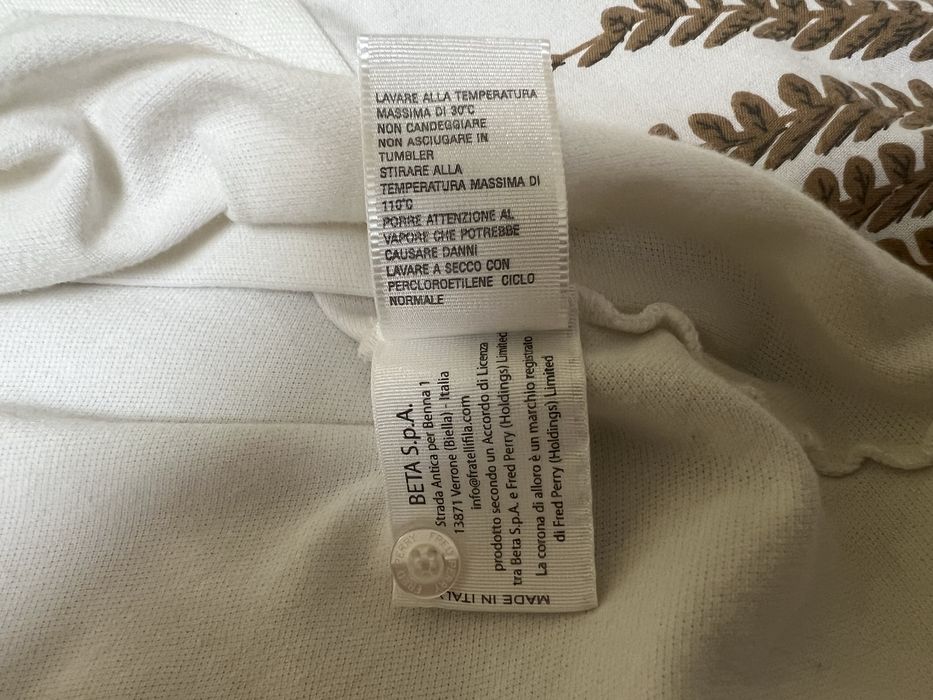 LAVARE ALLA TEMPERATURA
MASSIMA DI 30°C
NON CANDEGGIARE
NON ASCIUGARE IN
TUMBLER
STIRARE ALLA
TEMPERATURA MASSIMA DI
110°C
PORRE ATTENZIONE AL
VAPORE CHE POTREBBE
CAUSARE DANNI
LAVARE A SECCO CON
PERCLOROETILENE CICLO
NORMALE
BETA S.p.A.
Strada Antica per Benna 1
13871 Verrone (Biella) - Italia
info@fratellifila.com
prodotto secondo un Accordo di Licenza
tra Beta S.p.A. e Fred Perry (Holdings) Limited
La corona di alloro è un marchio registrato
di Fred Perry (Holdings) Limited
MADE IN ITALY